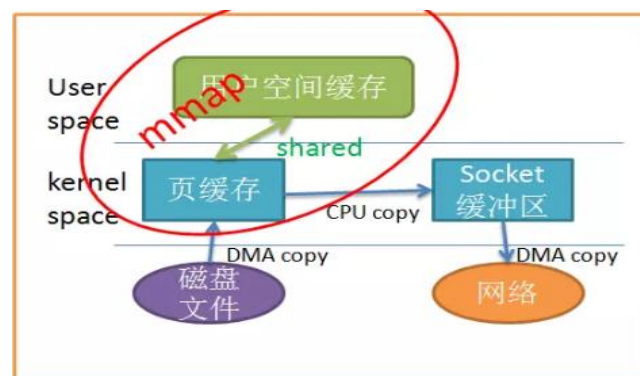 User
space
用户空间缓存
mmap
shared
kernel
space
页缓存
CPU copy
Socket
缓冲区
DMA copy
DMA copy
磁盘
文件
网络